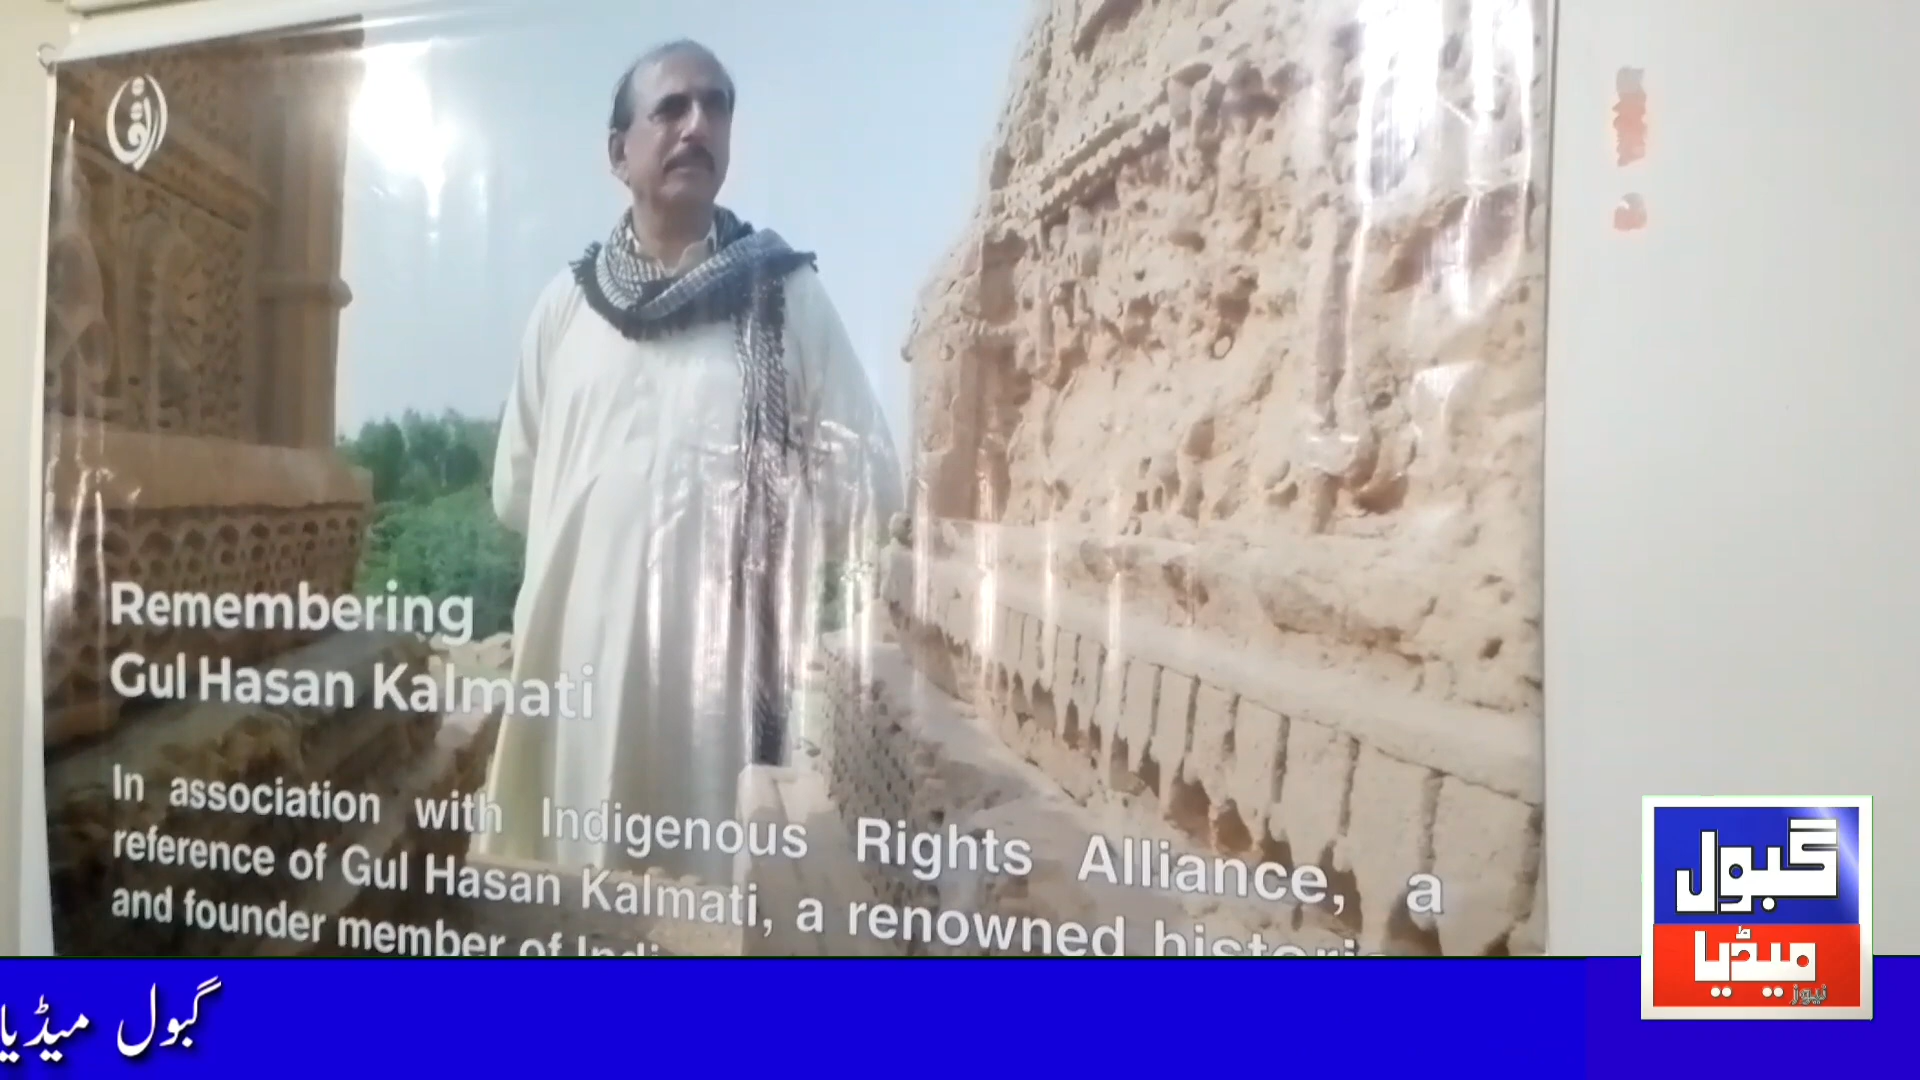 Remembering
Gul Hasan Kalmati
In association with Indigenous Rights Alliance, a
reference of Gul Hasan Kalmati, a renowned
and founder member of
گبول
میڈیا
نیوز
گبول میڈیا